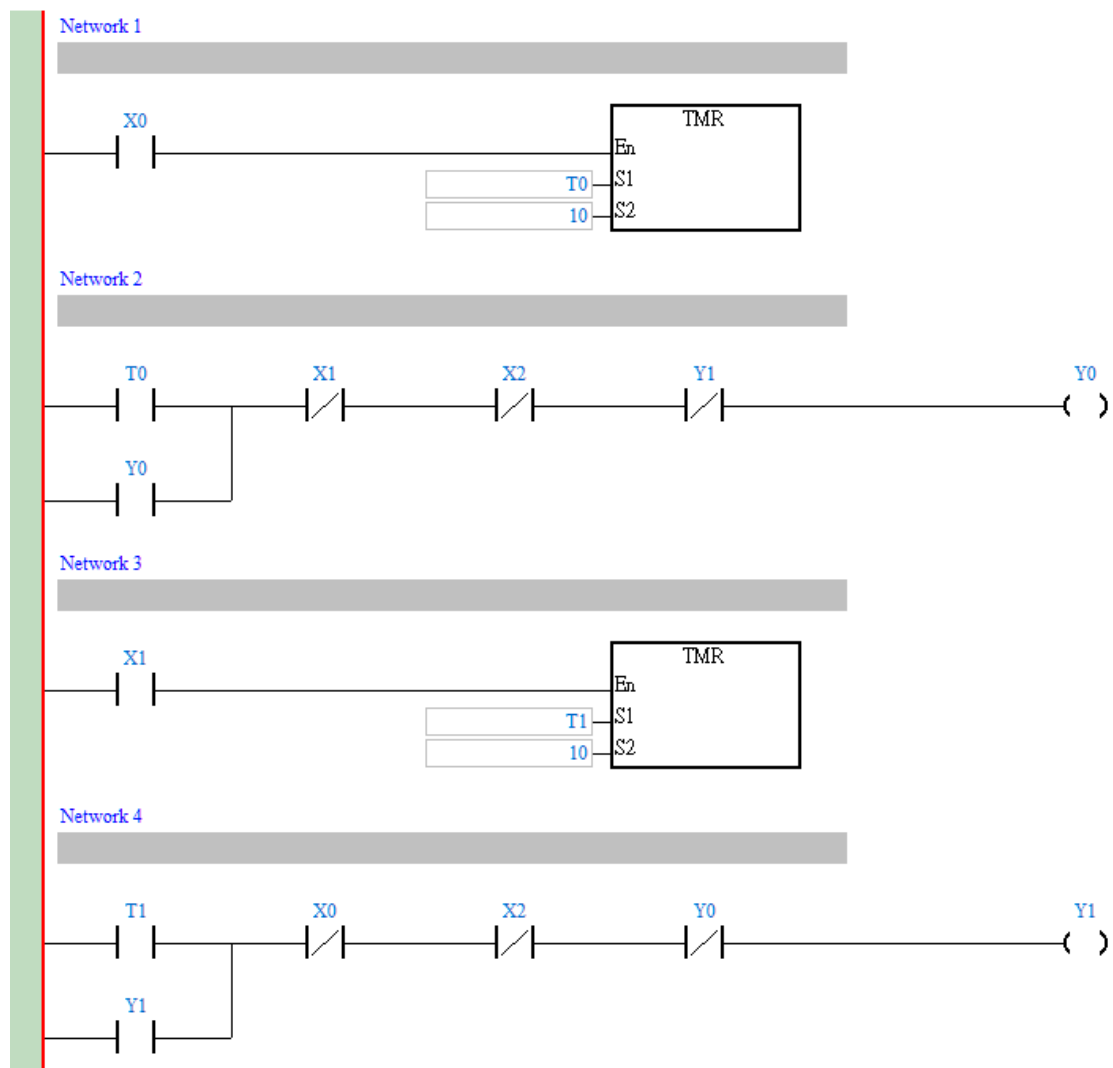 Network 1
X0
TMR
En
T0 S1
10 S2
Network 2
T0 X1 X2 Y1 Y0
Y0
Network 3
X1
TMR
En
T1 S1
10 S2
Network 4
T1 X0 X2 Y0 Y1
Y1